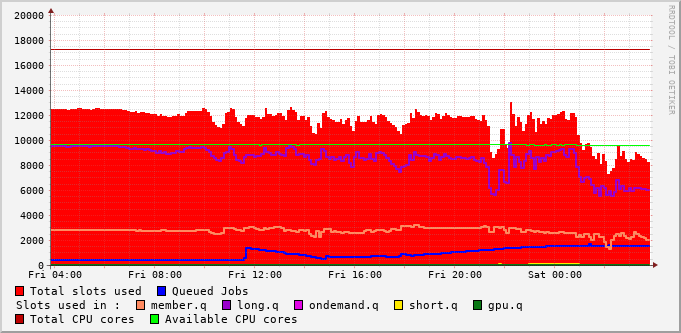 20000
18000
16000
14000
12000
10000
8000
6000
4000
2000
0
Fri 04:00 Fri 08:00 Fri 12:00 Fri 16:00 Fri 20:00 Sat 00:00
Total slots used Queued Jobs
Slots used in : member.q long.q ondemand.q short.q gpu.q
Total CPU cores Available CPU cores
RRDTOOL / TOBI OETIKER